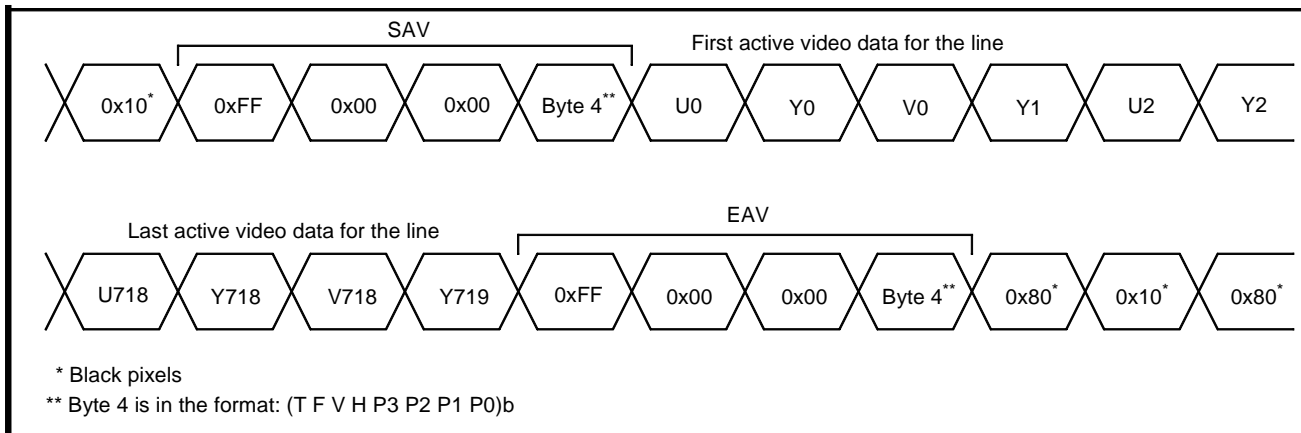 SAV
First active video data for the line
0x10* 0xFF 0x00 0x00 Byte 4** U0 Y0 V0 Y1 U2 Y2
EAV
Last active video data for the line
U718 Y718 V718 Y719 0xFF 0x00 0x00 Byte 4** 0x80* 0x10* 0x80*
* Black pixels
** Byte 4 is in the format: (T F V H P3 P2 P1 P0)b